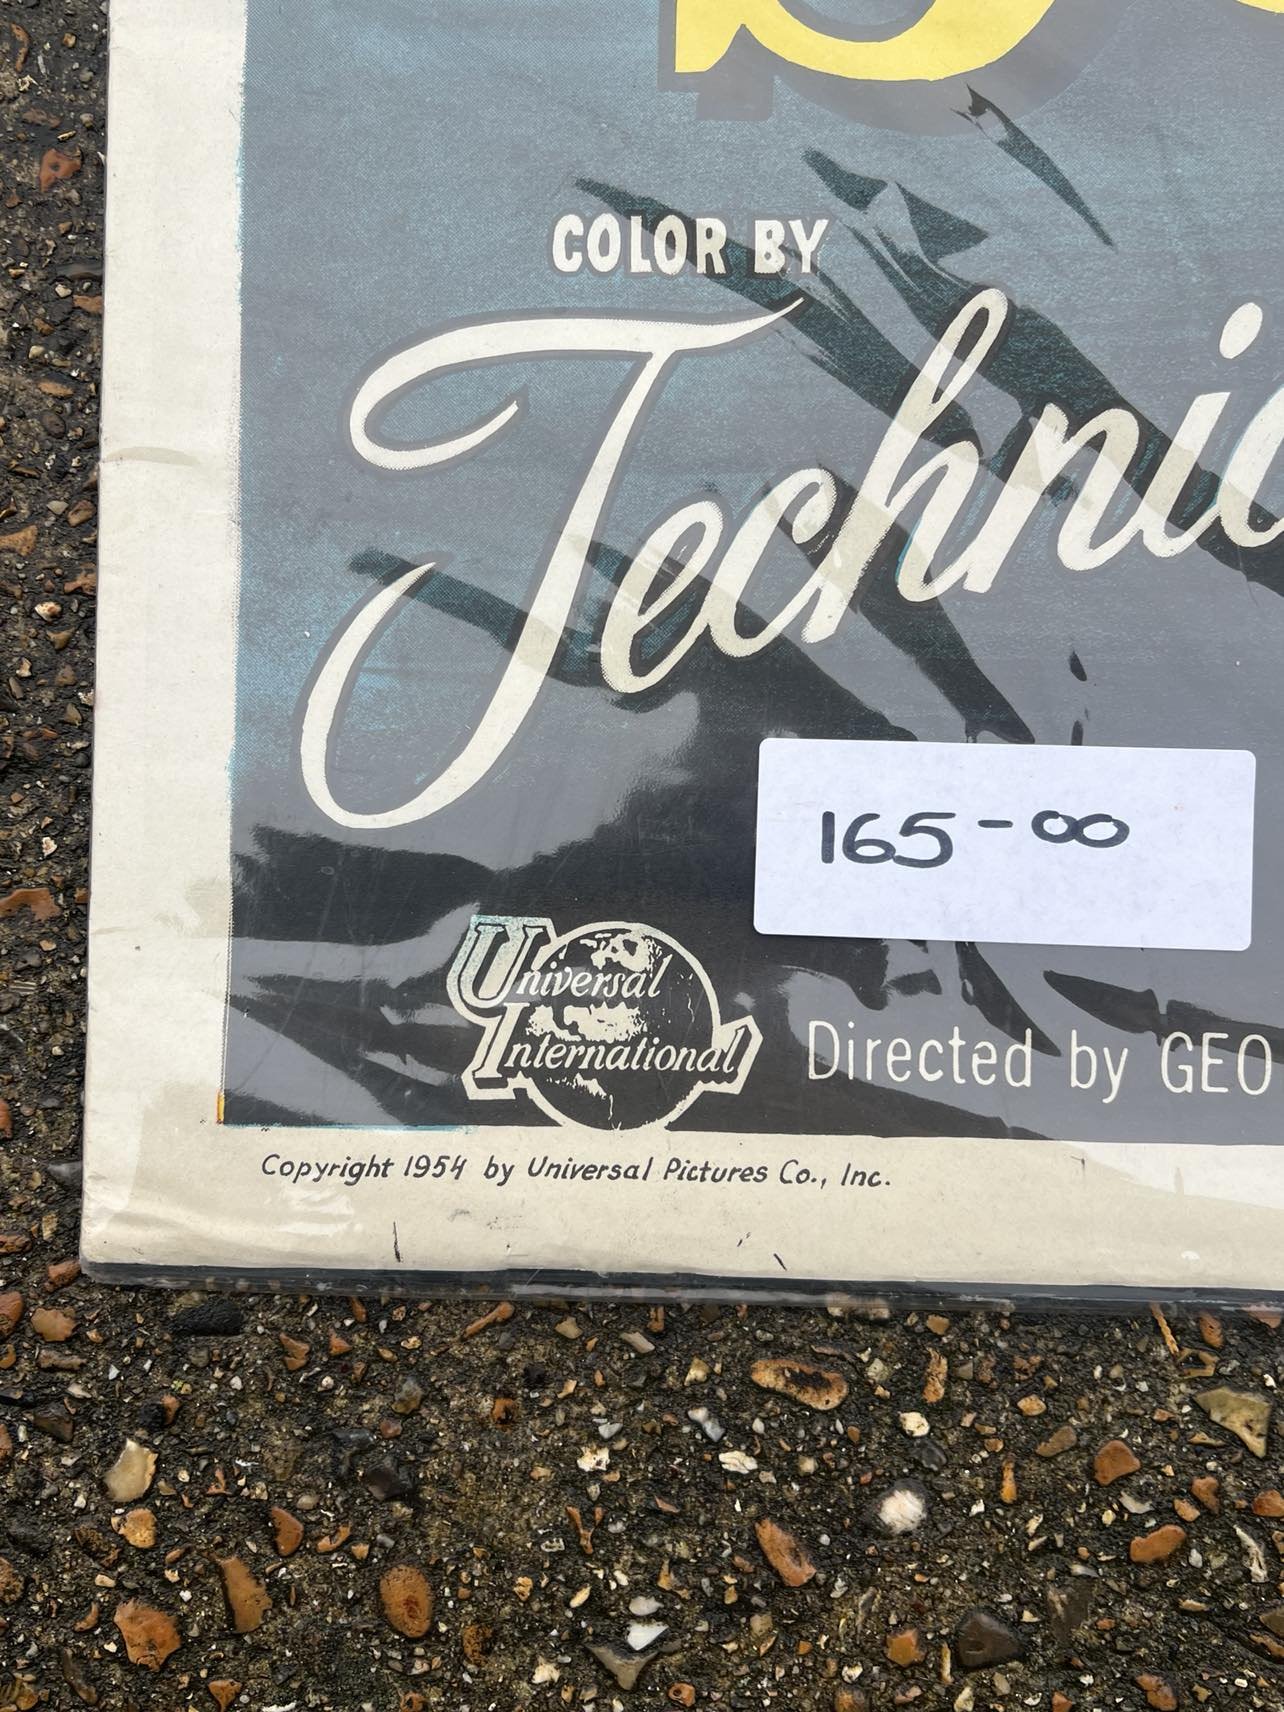 COLOR BY
Technic
165-00
Universal
International
Directed by GEO
Copyright 1954 by Universal Pictures Co., Inc.